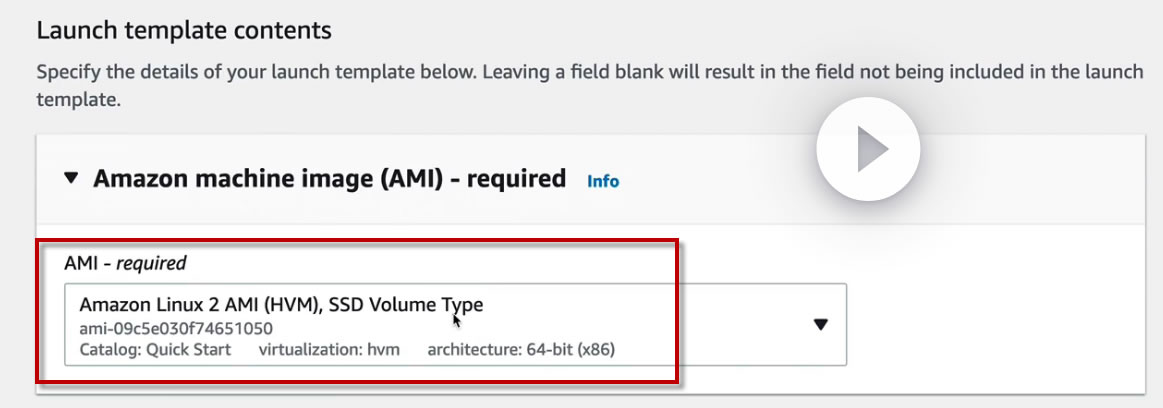 Launch template contents
Specify the details of your launch template below. Leaving a field blank will result in the field not being included in the launch
template.
Amazon machine image (AMI) - required Info
AMI - required
Amazon Linux 2 AMI (HVM), SSD Volume Type
ami-09c5e030f74651050
Catalog: Quick Start virtualization: hvm architecture: 64-bit (x86)